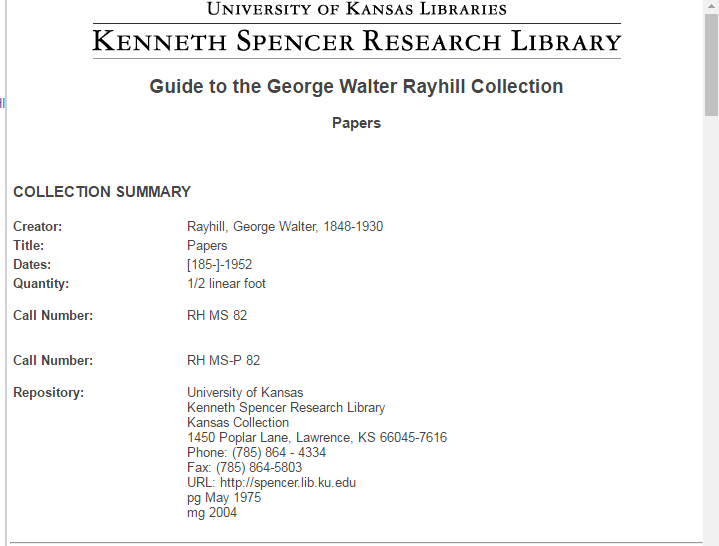 UNIVERSITY OF KANSAS LIBRARIES
KENNETH SPENCER RESEARCH LIBRARY
Guide to the George Walter Rayhill Collection
Papers
COLLECTION SUMMARY
Creator: Rayhill, George Walter, 1848-1930
Title: Papers
Dates: [185-]-1952
Quantity: 1/2 linear foot
Call Number: RH MS 82
Call Number: RH MS-P 82
Repository: University of Kansas
Kenneth Spencer Research Library
Kansas Collection
1450 Poplar Lane, Lawrence, KS 66045-7616
Phone: (785) 864 - 4334
Fax: (785) 864-5803
URL: http://spencer.lib.ku.edu
pg May 1975
mg 2004